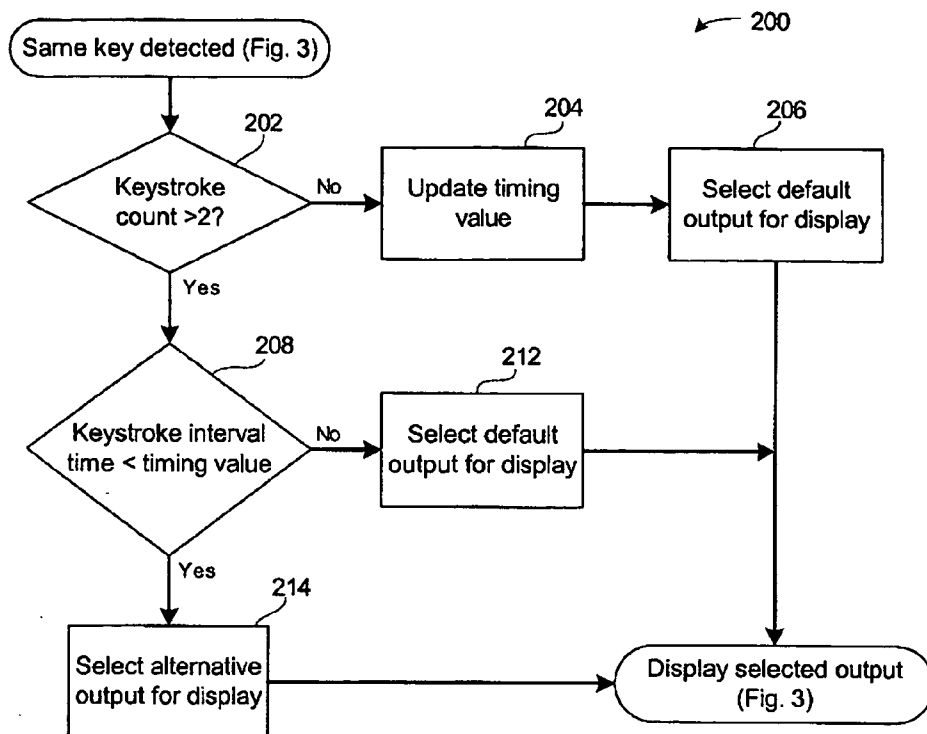 200
Same key detected (Fig. 3)
202
Keystroke
count >2?
No
204
Update timing
value
206
Select default
output for display
Yes
208
Keystroke interval
time < timing value
No
212
Select default
output for display
Yes
214
Select alternative
output for display
Display selected output
(Fig. 3)